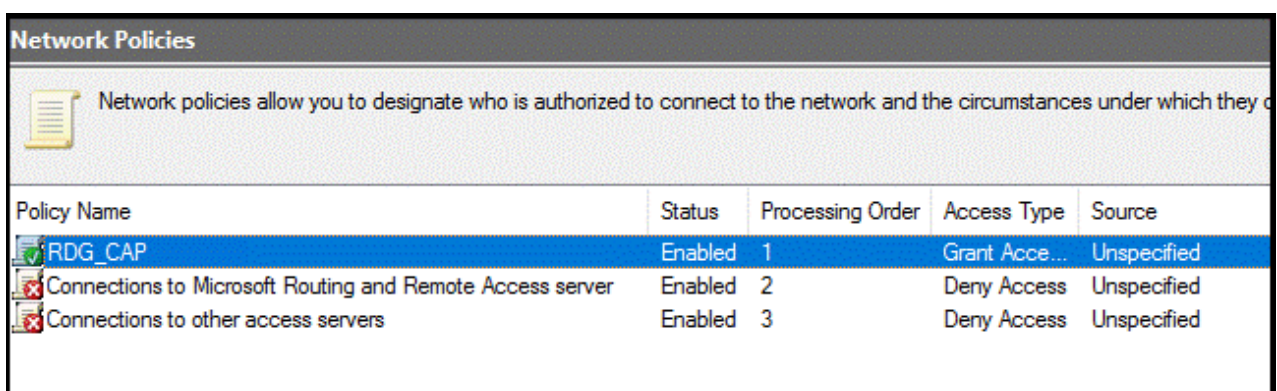 Network Policies
Network policies allow you to designate who is authorized to connect to the network and the circumstances under which they
Policy Name Status Processing Order Access Type Source
RDG_CAP Enabled 1 Grant Acce... Unspecified
Connections to Microsoft Routing and Remote Access server Enabled 2 Deny Access Unspecified
Connections to other access servers Enabled 3 Deny Access Unspecified